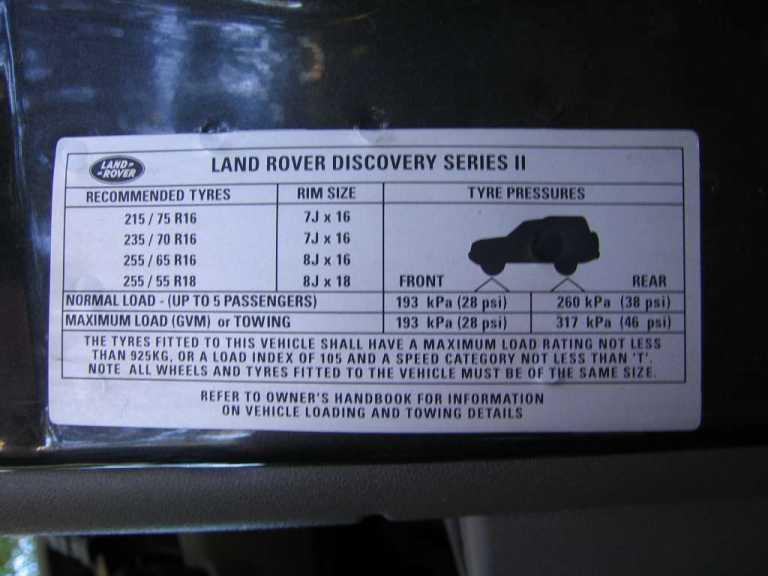 LAND-
-ROVER
LAND ROVER DISCOVERY SERIES II
RECOMMENDED TYRES RIM SIZE TYRE PRESSURES
215 / 75 R16 7J x 16
235 / 70 R16 7J x 16
255 / 65 R16 8J x 16
255 / 55 R18 8J x 18 FRONT REAR
NORMAL LOAD - (UP TO 5 PASSENGERS) 193 kPa (28 psi) 260 kPa (38 psi)
MAXIMUM LOAD (GVM) or TOWING 193 kPa (28 psi) 317 kPa (46 psi)
THE TYRES FITTED TO THIS VEHICLE SHALL HAVE A MAXIMUM LOAD RATING NOT LESS
THAN 925KG, OR A LOAD INDEX OF 105 AND A SPEED CATEGORY NOT LESS THAN 'T'.
NOTE ALL WHEELS AND TYRES FITTED TO THE VEHICLE MUST BE OF THE SAME SIZE.
REFER TO OWNER'S HANDBOOK FOR INFORMATION
ON VEHICLE LOADING AND TOWING DETAILS